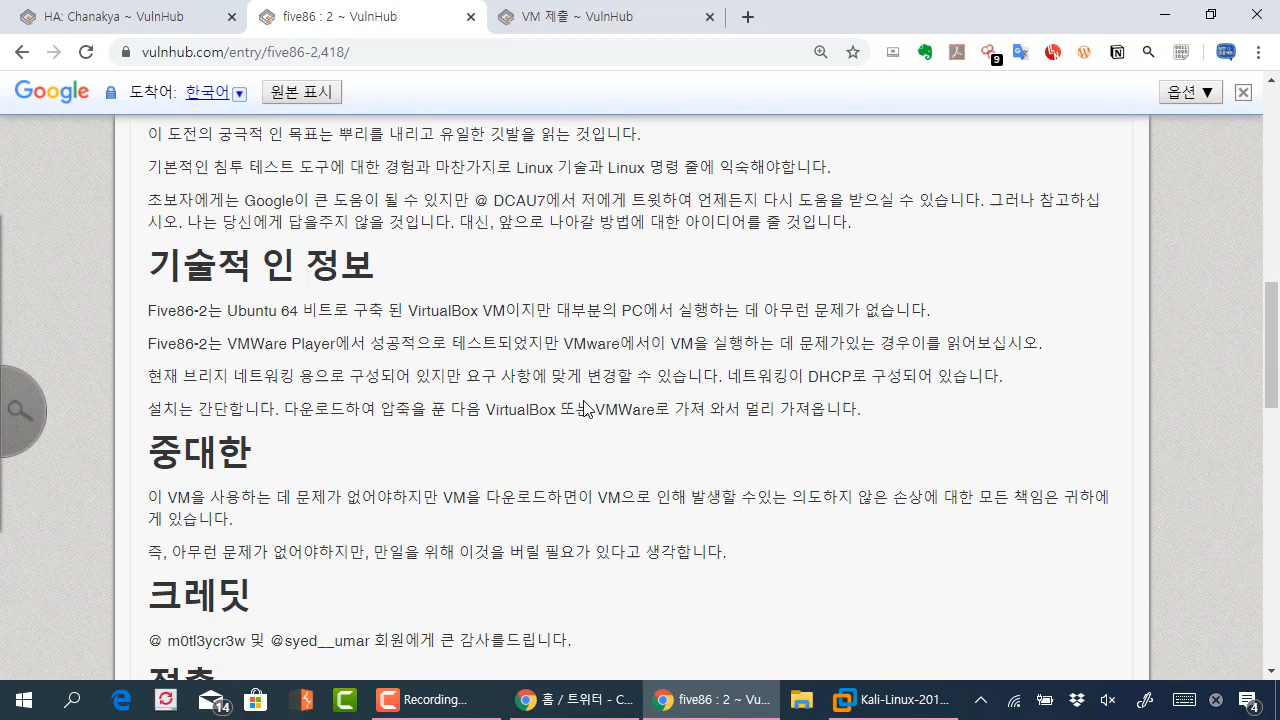 HA: Chanakya ~ VulnHub
five86 : 2 ~ VulnHub
VM 제출 ~ VulnHub
vulnhub.com/entry/five86-2,418/
9
Google 도착어: 한국어 원본 표시 옵션 ▼
이 도전의 궁극적 인 목표는 뿌리를 내리고 유일한 깃발을 읽는 것입니다.
기본적인 침투 테스트 도구에 대한 경험과 마찬가지로 Linux 기술과 Linux 명령 줄에 익숙해야합니다.
초보자에게는 Google이 큰 도움이 될 수 있지만 @ DCAU7에서 저에게 트윗하여 언제든지 다시 도움을 받으실 수 있습니다. 그러나 참고하십
시오. 나는 당신에게 답을주지 않을 것입니다. 대신, 앞으로 나아갈 방법에 대한 아이디어를 줄 것입니다.
기술적 인 정보
Five86-2는 Ubuntu 64 비트로 구축 된 VirtualBox VM이지만 대부분의 PC에서 실행하는 데 아무런 문제가 없습니다.
Five86-2는 VMWare Player에서 성공적으로 테스트되었지만 VMware에서이 VM을 실행하는 데 문제가있는 경우이를 읽어보십시오.
현재 브리지 네트워킹 용으로 구성되어 있지만 요구 사항에 맞게 변경할 수 있습니다. 네트워킹이 DHCP로 구성되어 있습니다.
설치는 간단합니다. 다운로드하여 압축을 푼 다음 VirtualBox 또는 VMWare로 가져 와서 멀리 가져옵니다.
중대한
이 VM을 사용하는 데 문제가 없어야하지만 VM을 다운로드하면이 VM으로 인해 발생할 수있는 의도하지 않은 손상에 대한 모든 책임은 귀하에
게 있습니다.
즉, 아무런 문제가 없어야하지만, 만일을 위해 이것을 버릴 필요가 있다고 생각합니다.
크레딧
@ m0tl3ycr3w 및 @syed__umar 회원에게 큰 감사를드립니다.
14
Recording...
홈 / 트위터 - C...
five86 : 2 ~ Vu...
Kali-Linux-201...
4